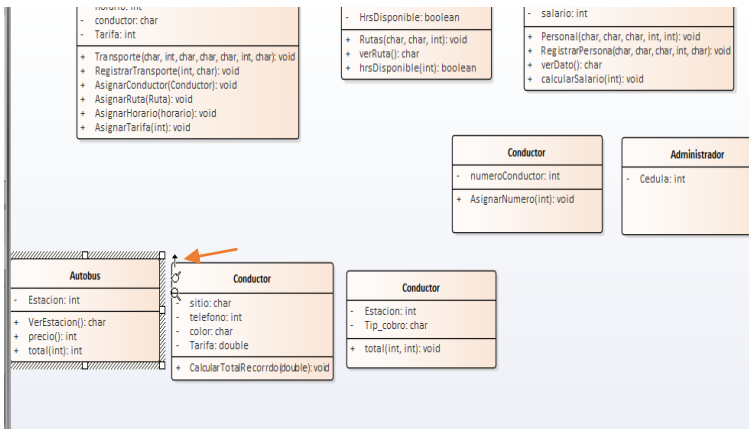 - conductor: char
- Tarifa: int
+ Transporte(char, int, char, char, char, int, char): void
+ RegistrarTransporte(int, char): void
+ AsignarConductor(Conductor): void
+ AsignarRuta(Ruta): void
+ AsignarHorario(horario): void
+ AsignarTarifa(int): void
- HrsDisponible: boolean
+ Rutas(char, char, int): void
+ verRuta(): char
+ hrsDisponible(int): boolean
- salario: int
+ Personal(char, char, char, int, int): void
+ RegistrarPersona(char, char, char, int, char): void
+ verDato(): char
+ calcularSalario(int): void
Conductor
- numeroConductor: int
+ AsignarNumero(int): void
Administrador
- Cedula: int
Autobus
- Estacion: int
+ VerEstacion(): char
+ precio(): int
+ total(int): int
Conductor
- sitio: char
- telefono: int
- color: char
- Tarifa: double
+ CalcularTotalRecorrdo(double): void
Conductor
- Estacion: int
- Tip_cobro: char
+ total(int, int): void